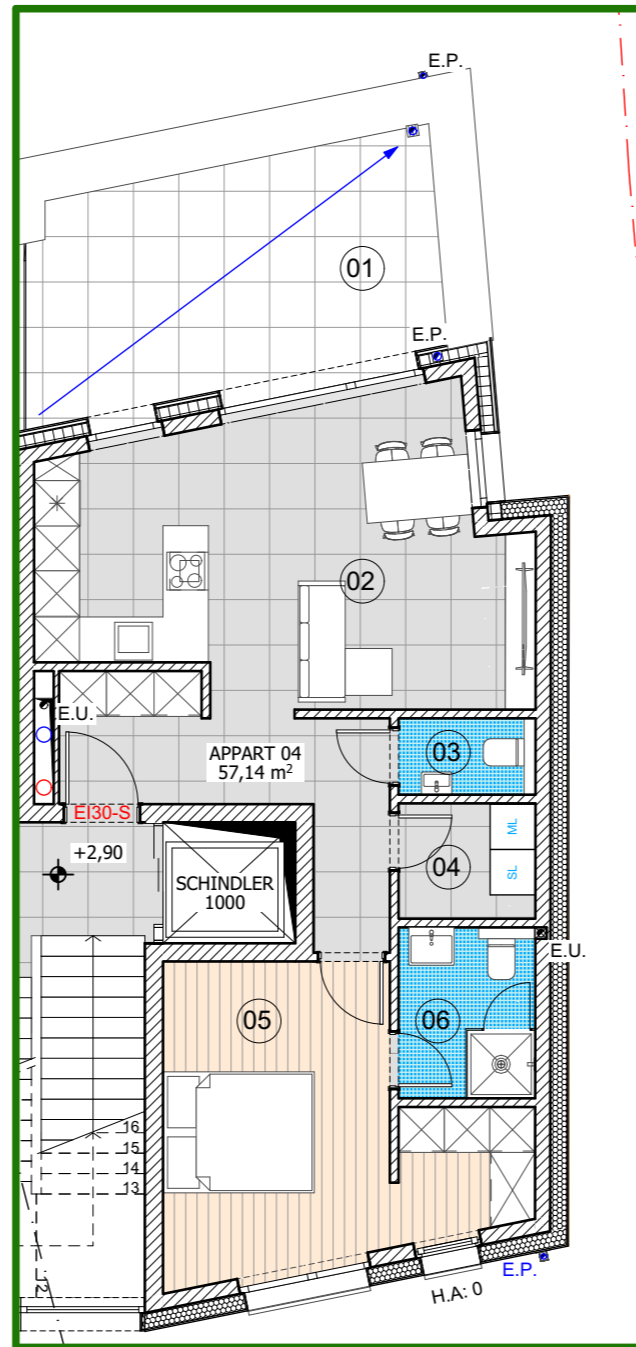 E.P.
01
E.P.
02
E.U.
APPART 04
57,14 m²
03
EI30-S
+2,90
SCHINDLER
1000
04
ML
SL
E.U.
05
06
16
15
14
13
12
E.P.
H.A: 0